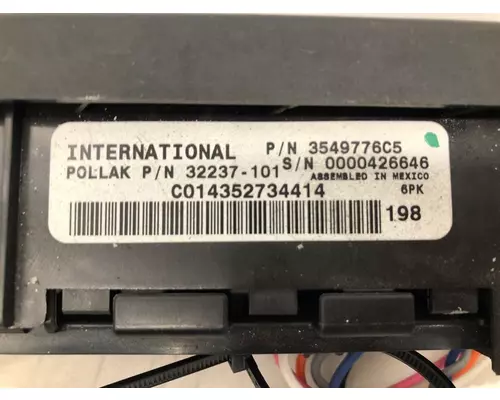 INTERNATIONAL P/N 3549776C5
POLLAK P/N 32237-101 S/N 0000426646
ASSEMBLED IN MEXICO
C014352734414 6PK
198